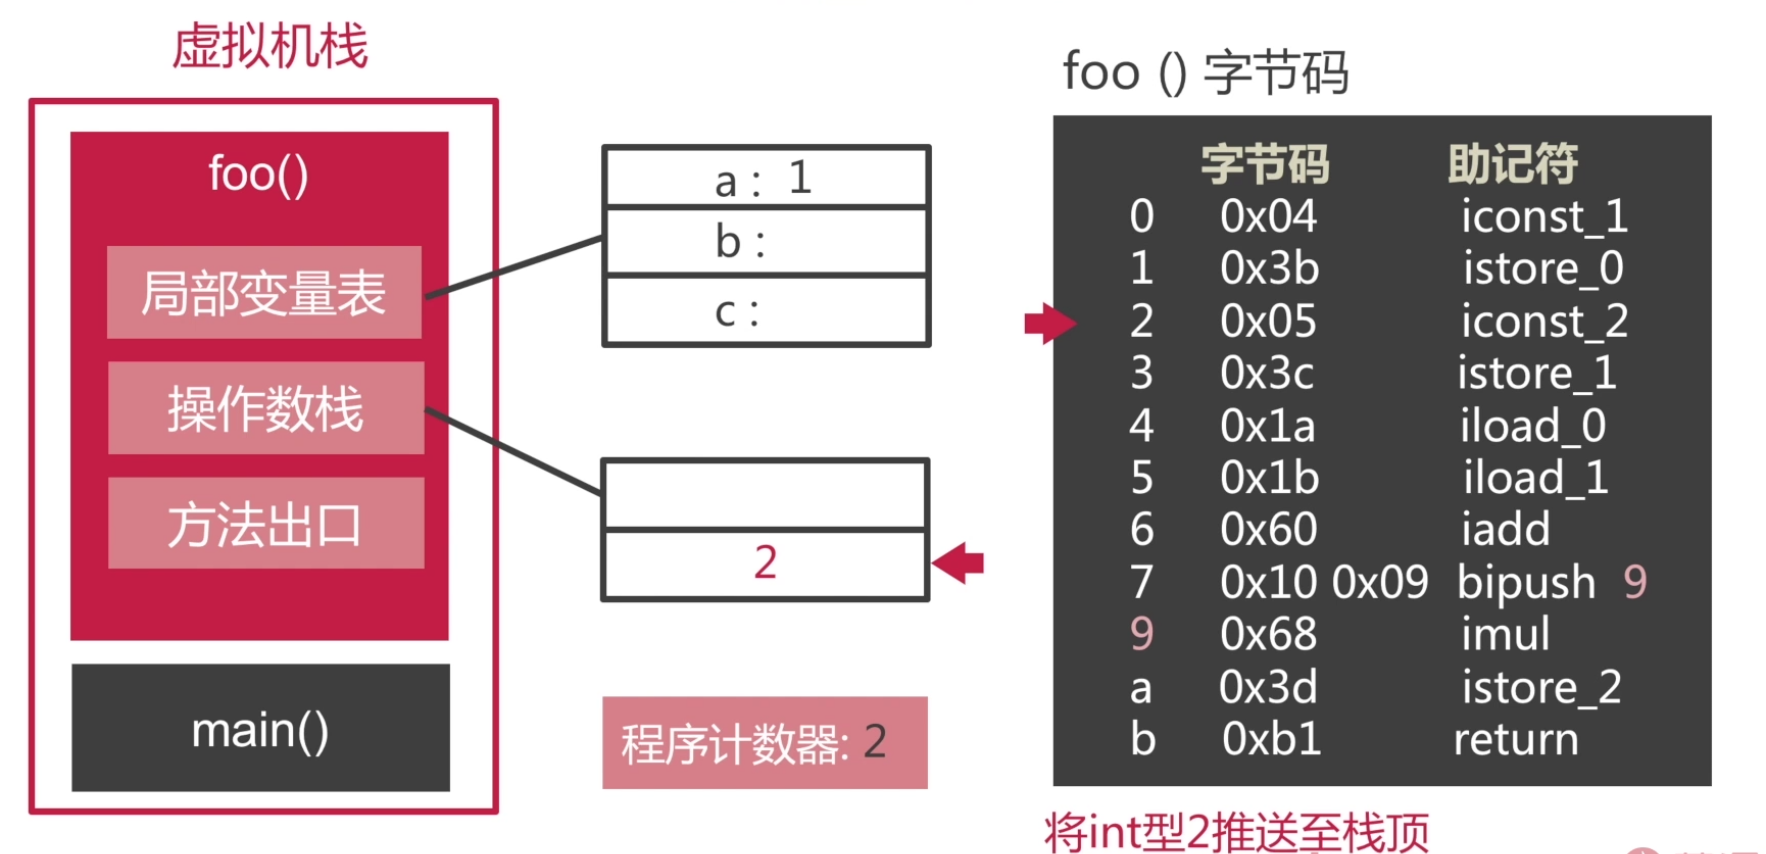 虚拟机栈
foo()
局部变量表
操作数栈
方法出口
main()
a : 1
b :
c :
2
程序计数器: 2
foo () 字节码
字节码 助记符
0 0x04 iconst_1
1 0x3b istore_0
2 0x05 iconst_2
3 0x3c istore_1
4 0x1a iload_0
5 0x1b iload_1
6 0x60 iadd
7 0x10 0x09 bipush 9
9 0x68 imul
a 0x3d istore_2
b 0xb1 return
将int型2推送至栈顶